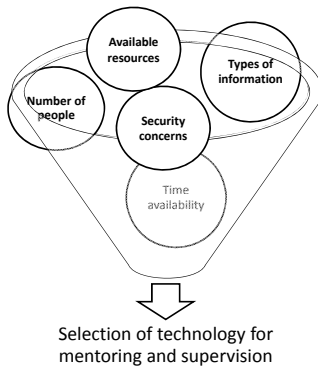 Available
resources
Types of
information
Number of
people
Security
concerns
Time
availability
Selection of technology for
mentoring and supervision